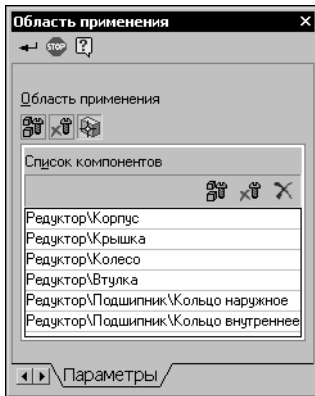 Область применения
STOP
Область применения
Список компонентов
Редуктор\Корпус
Редуктор\Крышка
Редуктор\Колесо
Редуктор\Втулка
Редуктор\Подшипник\Кольцо наружное
Редуктор\Подшипник\Кольцо внутреннее
Параметры